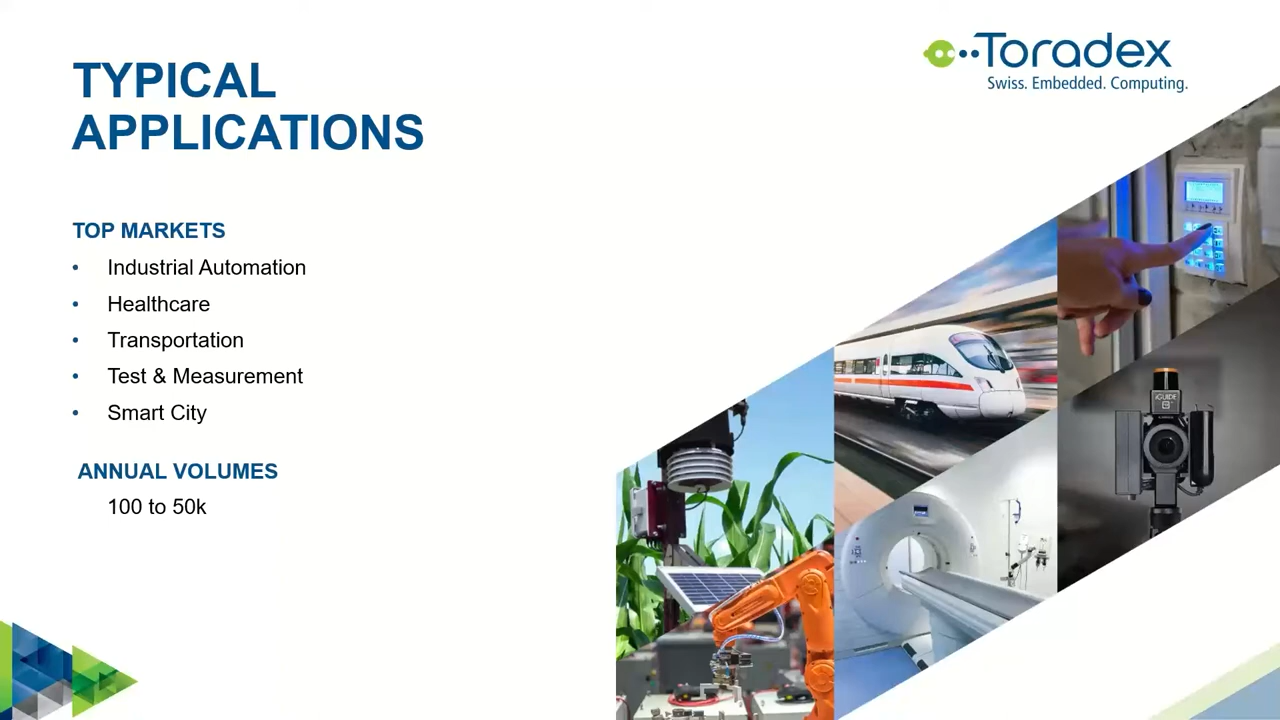 TYPICAL
APPLICATIONS
Toradex
Swiss. Embedded. Computing.
TOP MARKETS
• Industrial Automation
• Healthcare
• Transportation
• Test & Measurement
• Smart City
ANNUAL VOLUMES
100 to 50k
iGUIDE